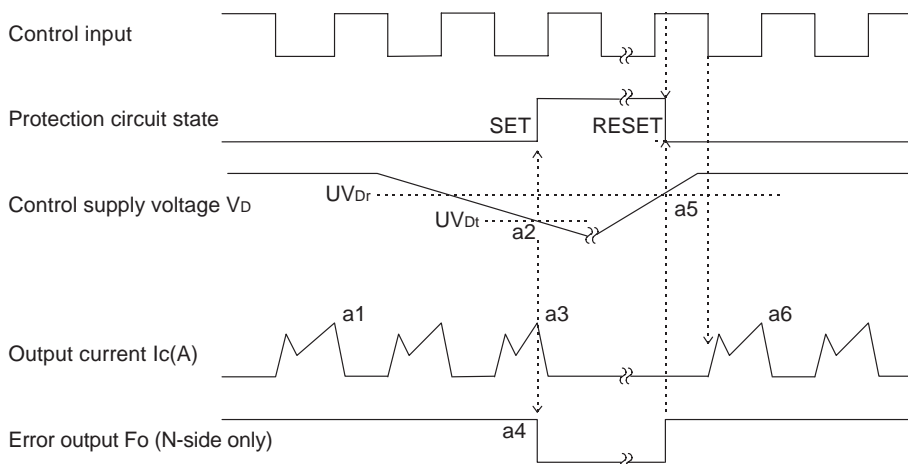 Control input
Protection circuit state
SET
RESET
UVDr
Control supply voltage VD
UVDt
a2
a5
a1
a3
a6
Output current Ic(A)
a4
Error output Fo (N-side only)